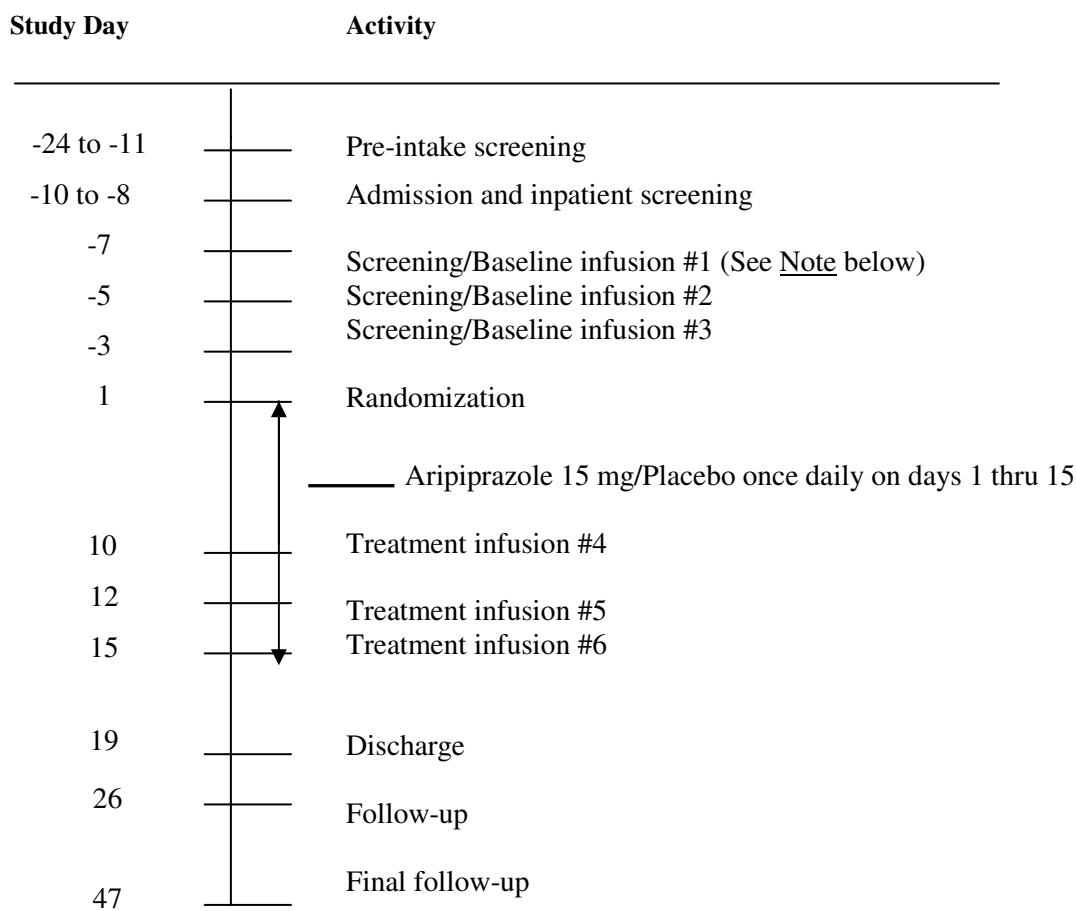 Study Day Activity
-24 to -11 Pre-intake screening
-10 to -8 Admission and inpatient screening
-7 Screening/Baseline infusion #1 (See Note below)
-5 Screening/Baseline infusion #2
-3 Screening/Baseline infusion #3
1 Randomization
Aripiprazole 15 mg/Placebo once daily on days 1 thru 15
10 Treatment infusion #4
12 Treatment infusion #5
15 Treatment infusion #6
19 Discharge
26 Follow-up
47 Final follow-up